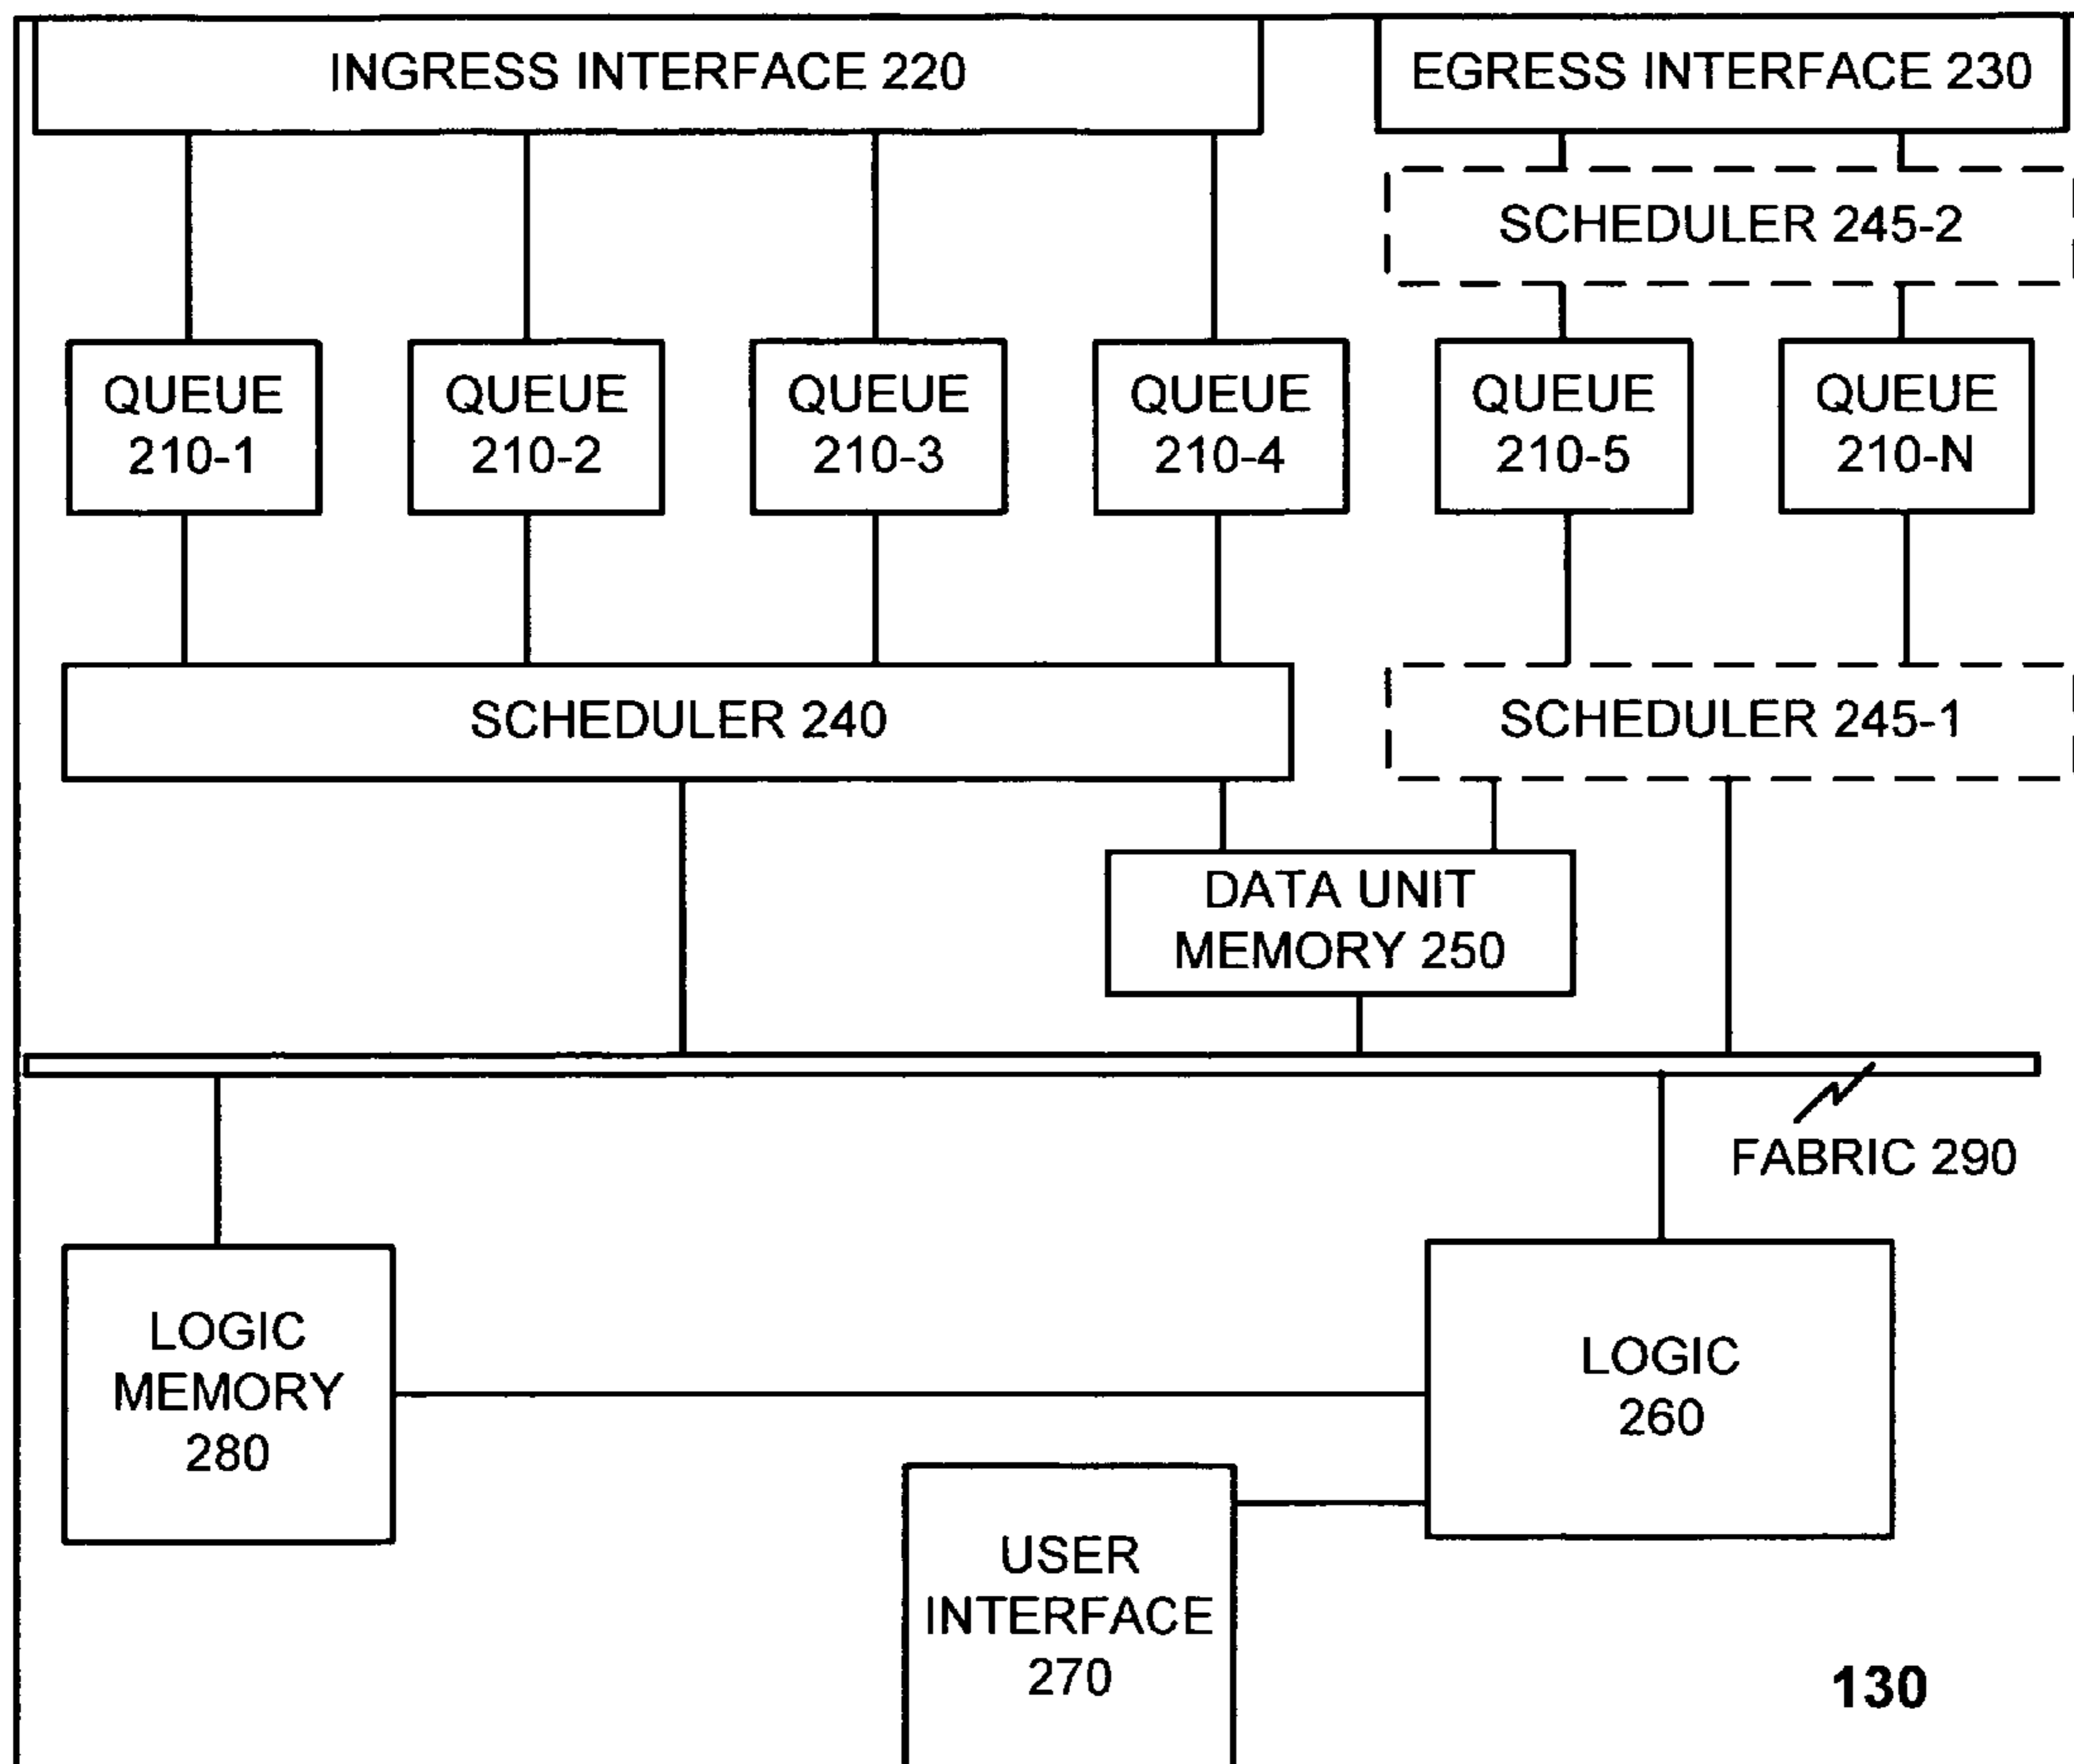 INGRESS INTERFACE 220
EGRESS INTERFACE 230
SCHEDULER 245-2
QUEUE
210-1
QUEUE
210-2
QUEUE
210-3
QUEUE
210-4
QUEUE
210-5
QUEUE
210-N
SCHEDULER 240
SCHEDULER 245-1
DATA UNIT
MEMORY 250
FABRIC 290
LOGIC
MEMORY
280
LOGIC
260
USER
INTERFACE
270
130